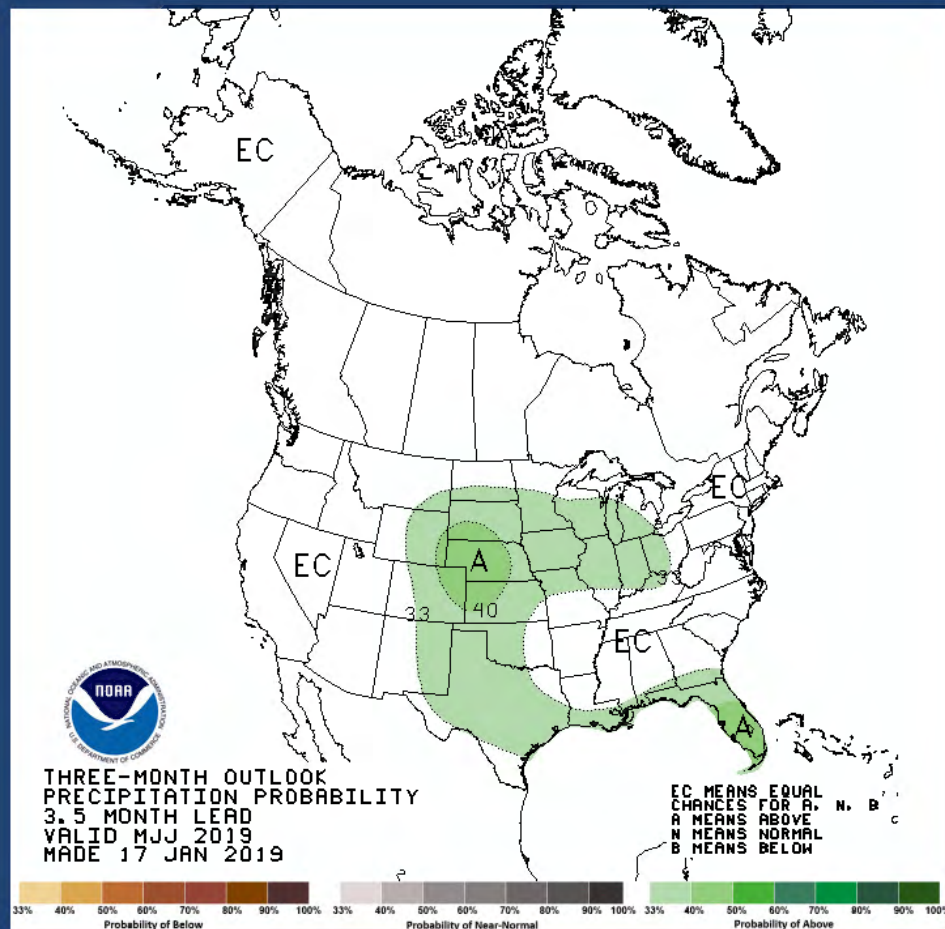 EC
EC
EC
A
33
40
3
EC
A
NATIONAL OCEANIC AND ATMOSPHERIC ADMINISTRATION
NOAA
U.S. DEPARTMENT OF COMMERCE
THREE-MONTH OUTLOOK
PRECIPITATION PROBABILITY
3.5 MONTH LEAD
VALID MJJ 2019
MADE 17 JAN 2019
EC MEANS EQUAL
CHANCES FOR A, N, B
A MEANS ABOVE
N MEANS NORMAL
B MEANS BELOW
33% 40% 50% 60% 70% 80% 90% 100%
Probability of Below
33% 40% 50% 60% 70% 80% 90% 100%
Probability of Near-Normal
33% 40% 50% 60% 70% 80% 90% 100%
Probability of Above